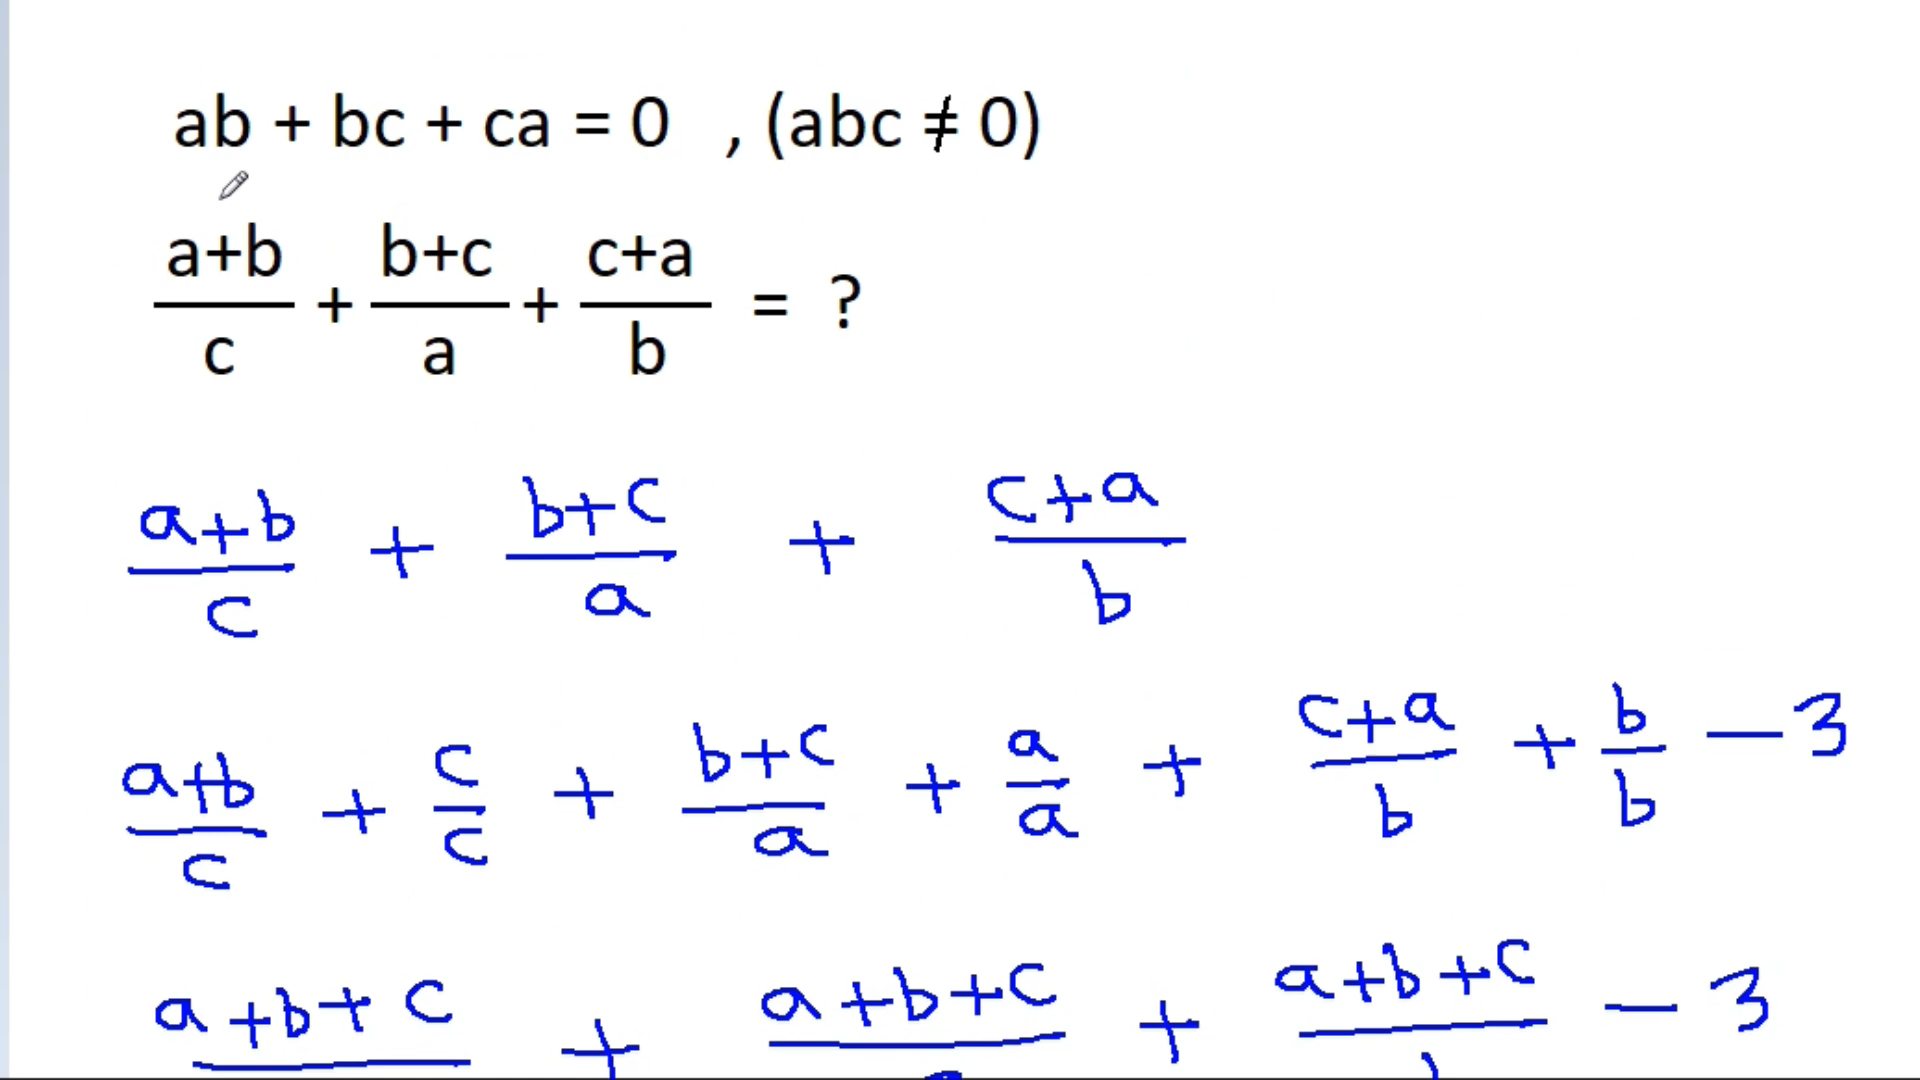 ab + bc + ca = 0 , (abc ≠ 0)
a+b/c + b+c/a + c+a/b = ?
a+b/c + b+c/a + c+a/b
a+b/c + c/c + b+c/a + a/a + c+a/b + b/b − 3
a+b+c + a+b+c + a+b+c − 3